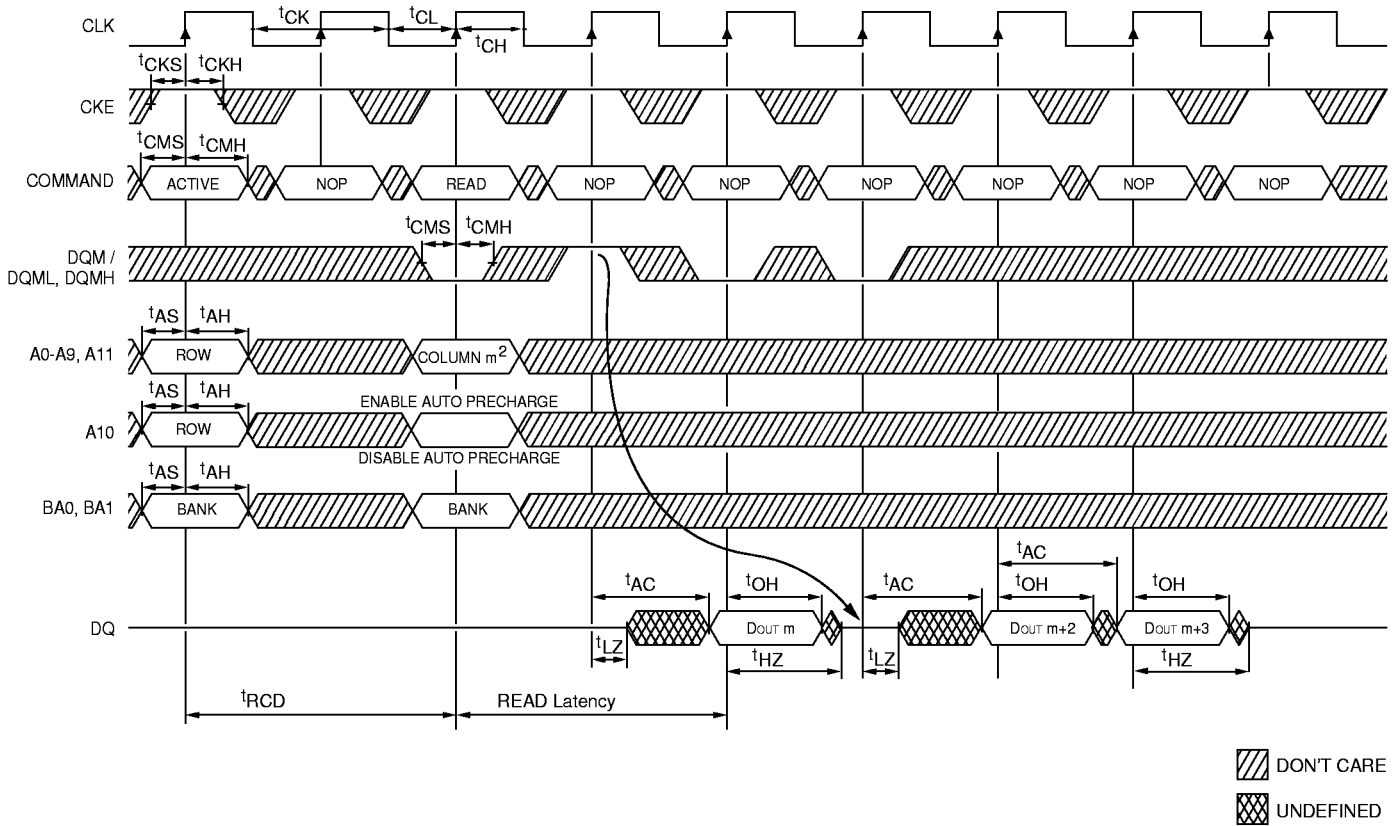 CLK
tCK
tCL
tCH
tCKS
tCKH
CKE
tCMS
tCMH
COMMAND
ACTIVE
NOP
READ
NOP
NOP
NOP
NOP
NOP
NOP
tCMS
tCMH
DQM /
DQML, DQMH
tAS
tAH
A0-A9, A11
ROW
COLUMN m2
tAS
tAH
ENABLE AUTO PRECHARGE
A10
ROW
DISABLE AUTO PRECHARGE
tAS
tAH
BA0, BA1
BANK
BANK
tAC
tAC
tOH
tAC
tOH
tOH
DQ
DOUT m
DOUT m+2
DOUT m+3
tLZ
tHZ
tLZ
tHZ
tRCD
READ Latency
DON'T CARE
UNDEFINED